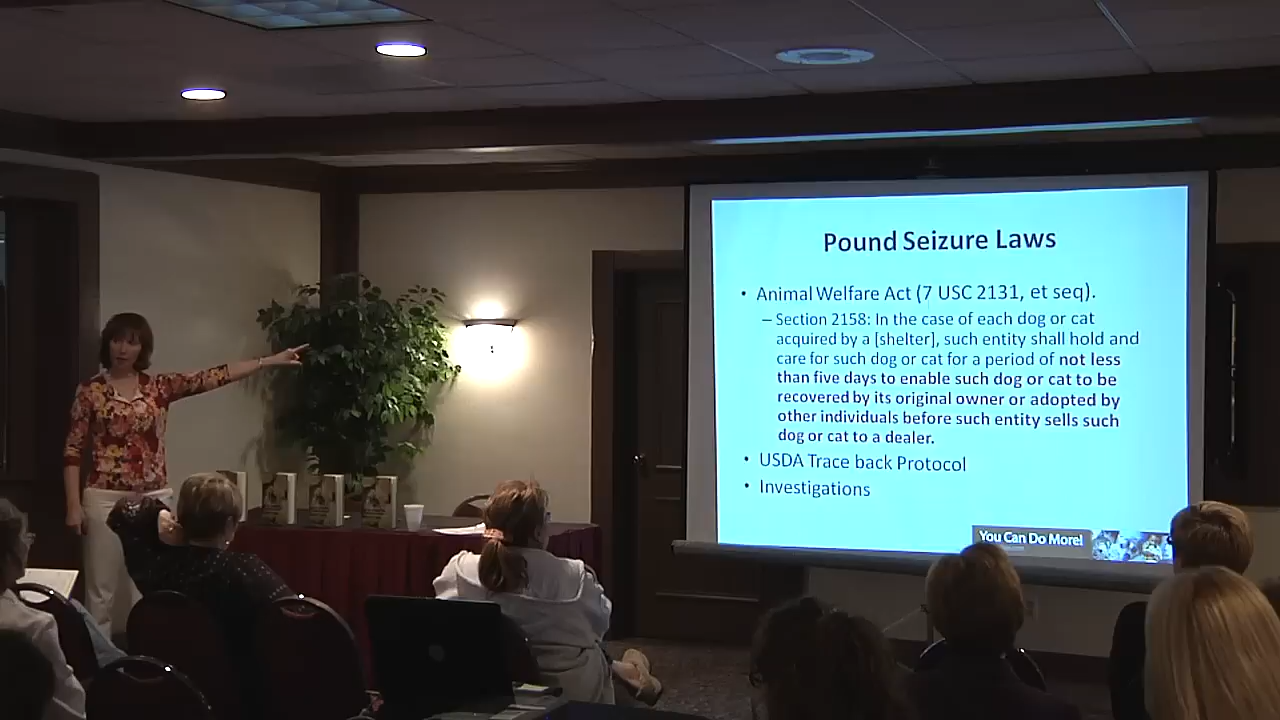 Pound Seizure Laws
• Animal Welfare Act (7 USC 2131, et seq).
– Section 2158: In the case of each dog or cat
acquired by a [shelter], such entity shall hold and
care for such dog or cat for a period of not less
than five days to enable such dog or cat to be
recovered by its original owner or adopted by
other individuals before such entity sells such
dog or cat to a dealer.
• USDA Trace back Protocol
• Investigations
You Can Do More!